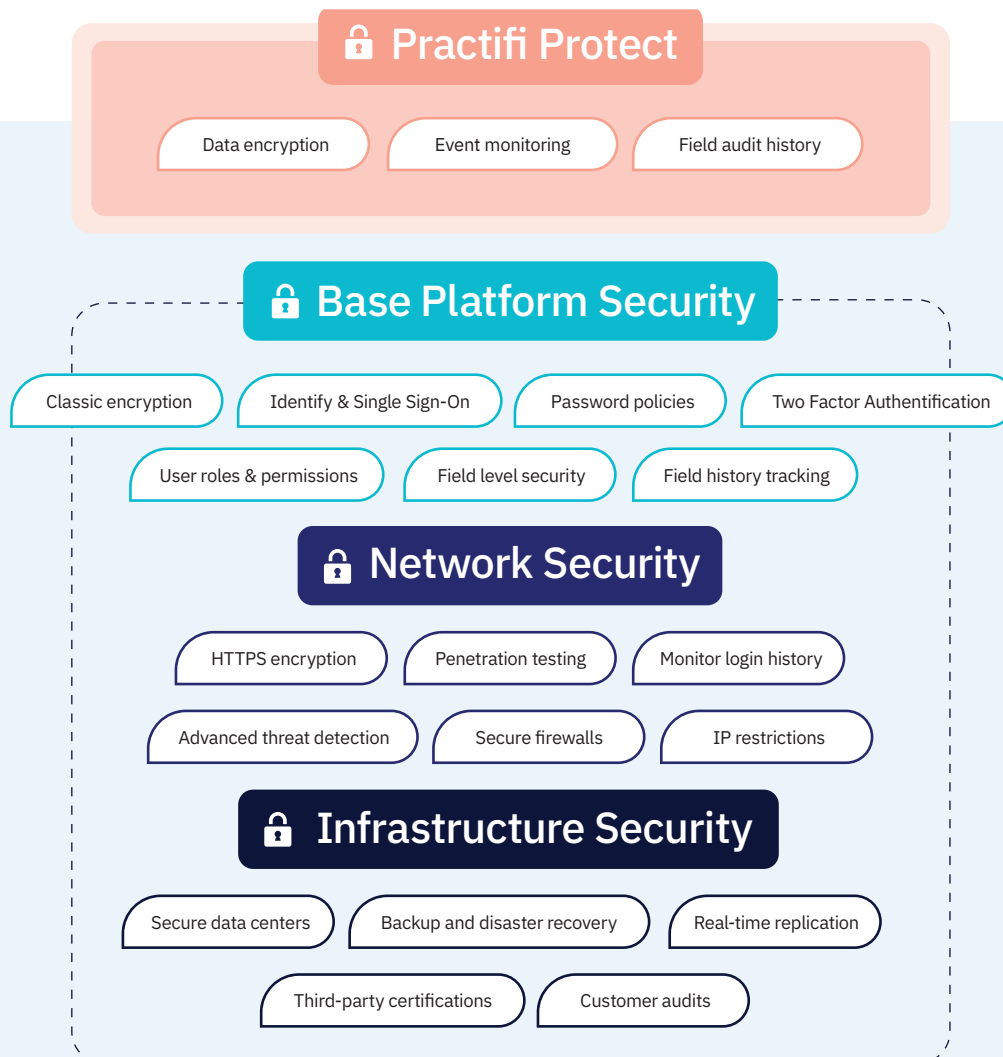 Practifi Protect
Data encryption
Event monitoring
Field audit history
Base Platform Security
Classic encryption
Identify & Single Sign-On
Password policies
Two Factor Authentification
User roles & permissions
Field level security
Field history tracking
Network Security
HTTPS encryption
Penetration testing
Monitor login history
Advanced threat detection
Secure firewalls
IP restrictions
Infrastructure Security
Secure data centers
Backup and disaster recovery
Real-time replication
Third-party certifications
Customer audits